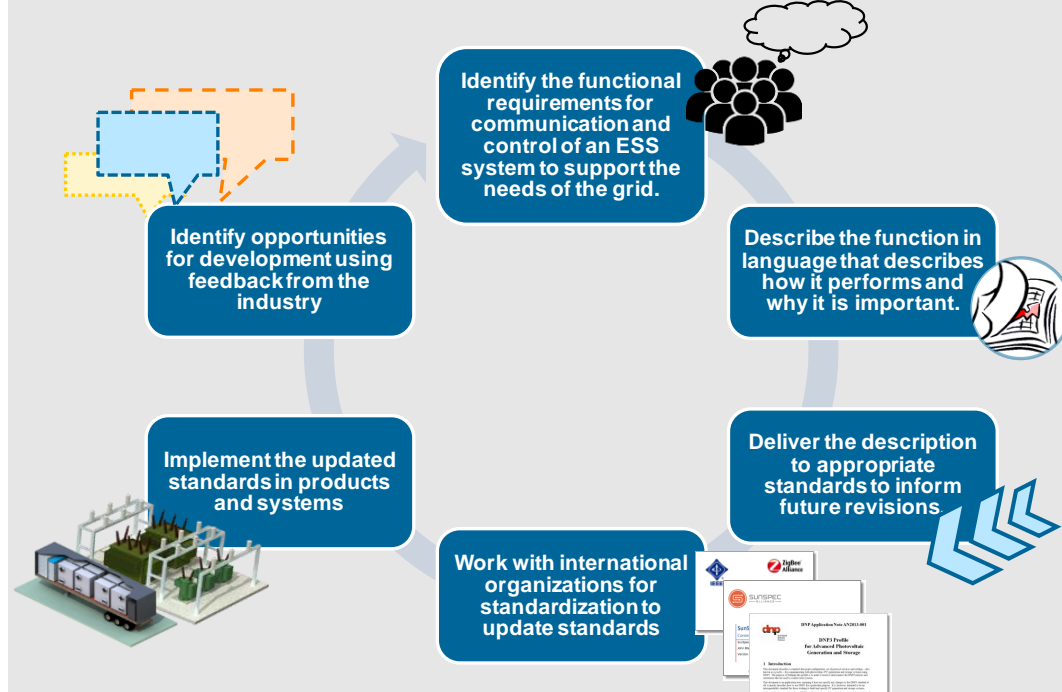 Identify the functional
requirements for
communication and
control of an ESS
system to support the
needs of the grid.
Describe the function in
language that describes
how it performs and
why it is important.
Deliver the description
to appropriate
standards to inform
future revisions.
Work with international
organizations for
standardization to
update standards
IEEE
ZigBee
Alliance
SUNSPEC
ALLIANCE
dnp
DNP Application Note AN2013-001
DNP3 Profile
for Advanced Photovoltaic
Generation and Storage
1 Introduction
Implement the updated
standards in products
and systems
Identify opportunities
for development using
feedback from the
industry